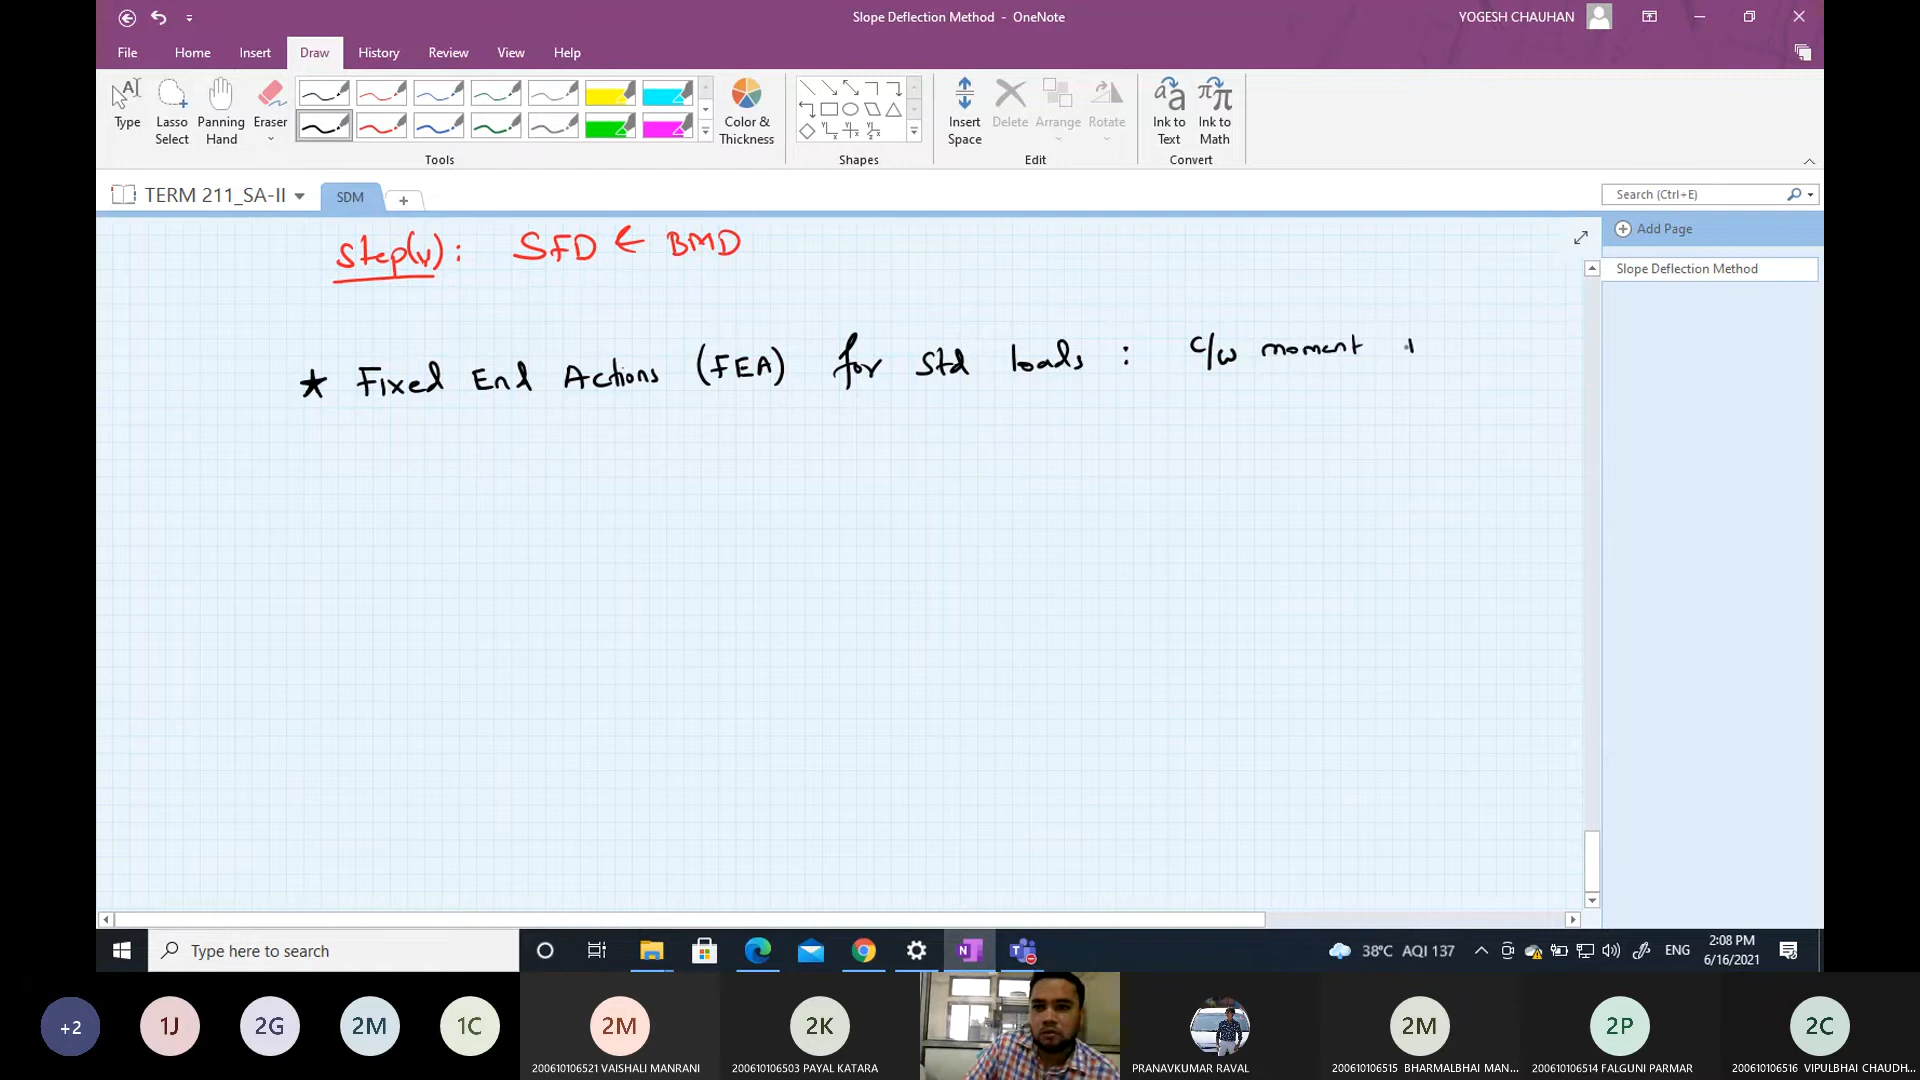 Slope Deflection Method - OneNote
YOGESH CHAUHAN
File Home Insert Draw History Review View Help
Type
Lasso Select
Panning Hand
Eraser
Color & Thickness
Insert Space
Delete
Arrange
Rotate
Ink to Text
Ink to Math
Tools
Shapes
Edit
Convert
TERM 211_SA-II
SDM
Search (Ctrl+E)
Add Page
Slope Deflection Method
Step(v): SFD ← BMD
★ Fixed End Actions (FEA) for Std loads : c/w moment
Type here to search
38°C AQI 137
ENG
2:08 PM
6/16/2021
+2
1J
2G
2M
1C
2M
2K
2M
2P
2C
200610106521 VAISHALI MANRANI
200610106503 PAYAL KATARA
PRANAVKUMAR RAVAL
200610106515 BHARMALBHAI MAN...
200610106514 FALGUNI PARMAR
200610106516 VIPULBHAI CHAUDH...